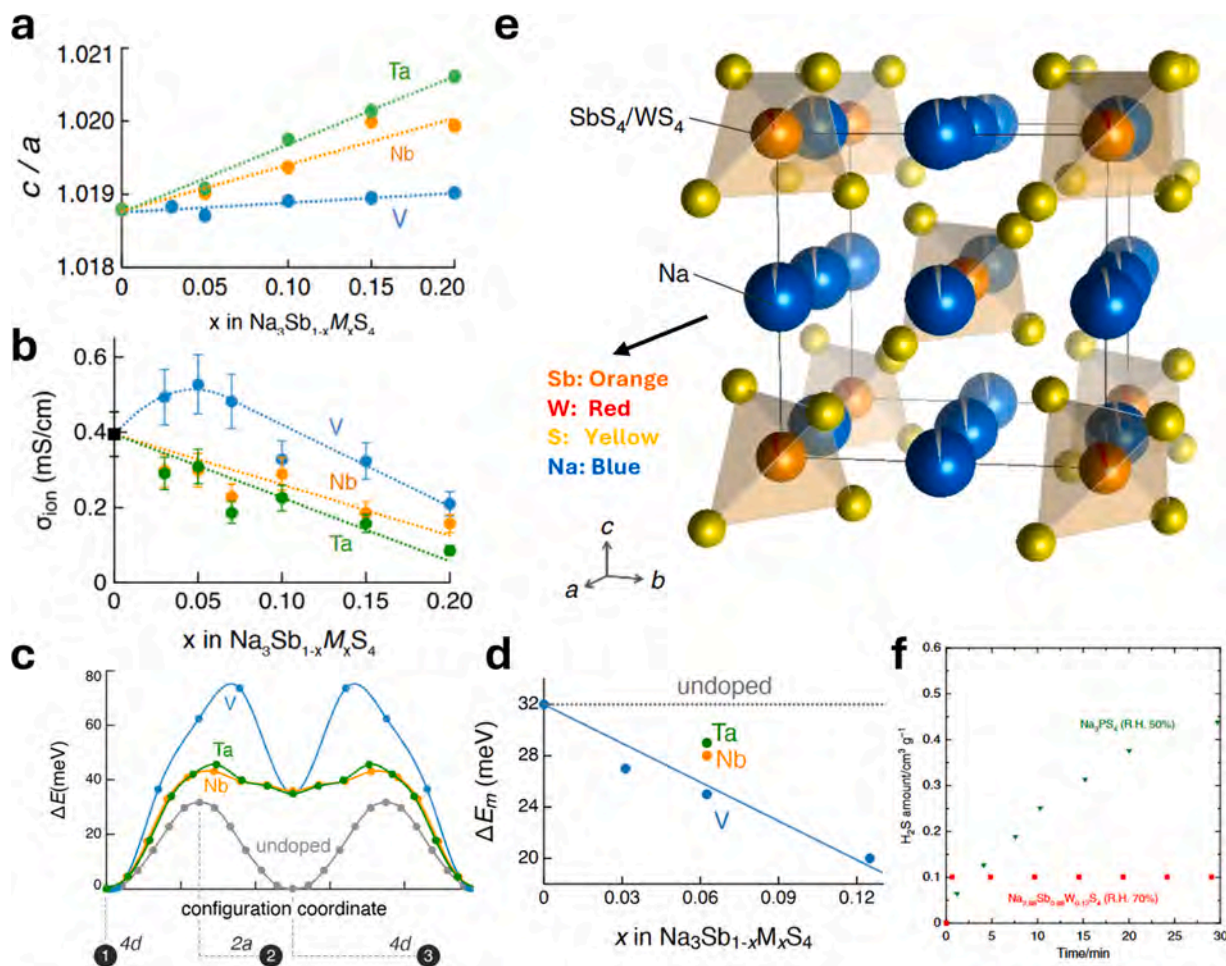 a
1.021
1.020
1.019
1.018
c / a
Ta
Nb
V
0 0.05 0.10 0.15 0.20
x in Na₃Sb₁₋ₓMₓS₄
b
0.6
0.4
0.2
0
σion (mS/cm)
V
Nb
Ta
0 0.05 0.10 0.15 0.20
x in Na₃Sb₁₋ₓMₓS₄
c
80
60
40
20
0
ΔE(meV)
V
Ta
Nb
undoped
configuration coordinate
1 4d 2a 2 4d 3
d
32
28
24
20
ΔEm (meV)
undoped
Ta
Nb
V
0 0.03 0.06 0.09 0.12
x in Na₃Sb₁₋ₓMₓS₄
e
SbS₄/WS₄
Na
Sb: Orange
W: Red
S: Yellow
Na: Blue
c
a b
f
0.6
0.5
0.4
0.3
0.2
0.1
0
H₂S amount/cm³ g⁻¹
Na₃PS₄ (R.H. 50%)
(R.H. 70%)
0 5 10 15 20 25 30
Time/min